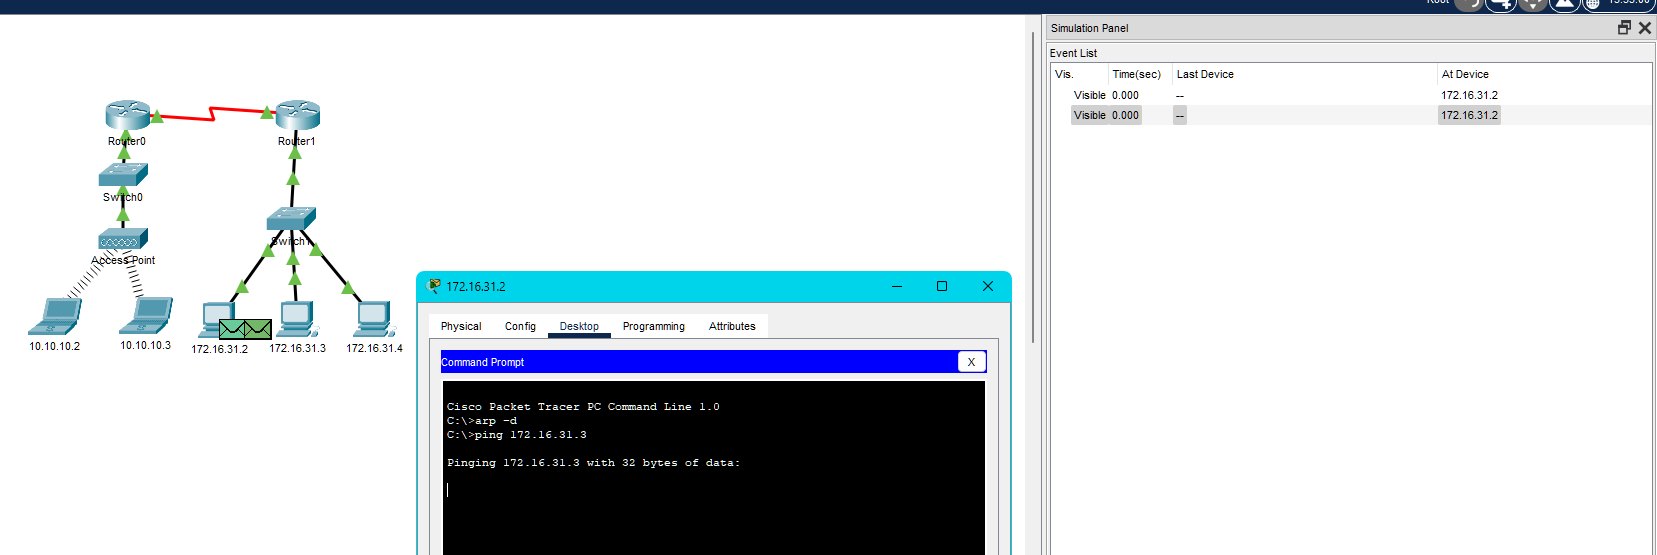 Root
Simulation Panel
Event List
Vis. Time(sec) Last Device At Device
Visible 0.000 -- 172.16.31.2
Visible 0.000 -- 172.16.31.2
Router0
Router1
Switch0
Switch1
Access Point
10.10.10.2
10.10.10.3
172.16.31.2
172.16.31.3
172.16.31.4
172.16.31.2
Physical Config Desktop Programming Attributes
Command Prompt X
Cisco Packet Tracer PC Command Line 1.0
C:\>arp -d
C:\>ping 172.16.31.3
Pinging 172.16.31.3 with 32 bytes of data: